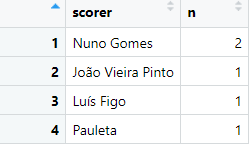 scorer n
1 Nuno Gomes 2
2 João Vieira Pinto 1
3 Luís Figo 1
4 Pauleta 1